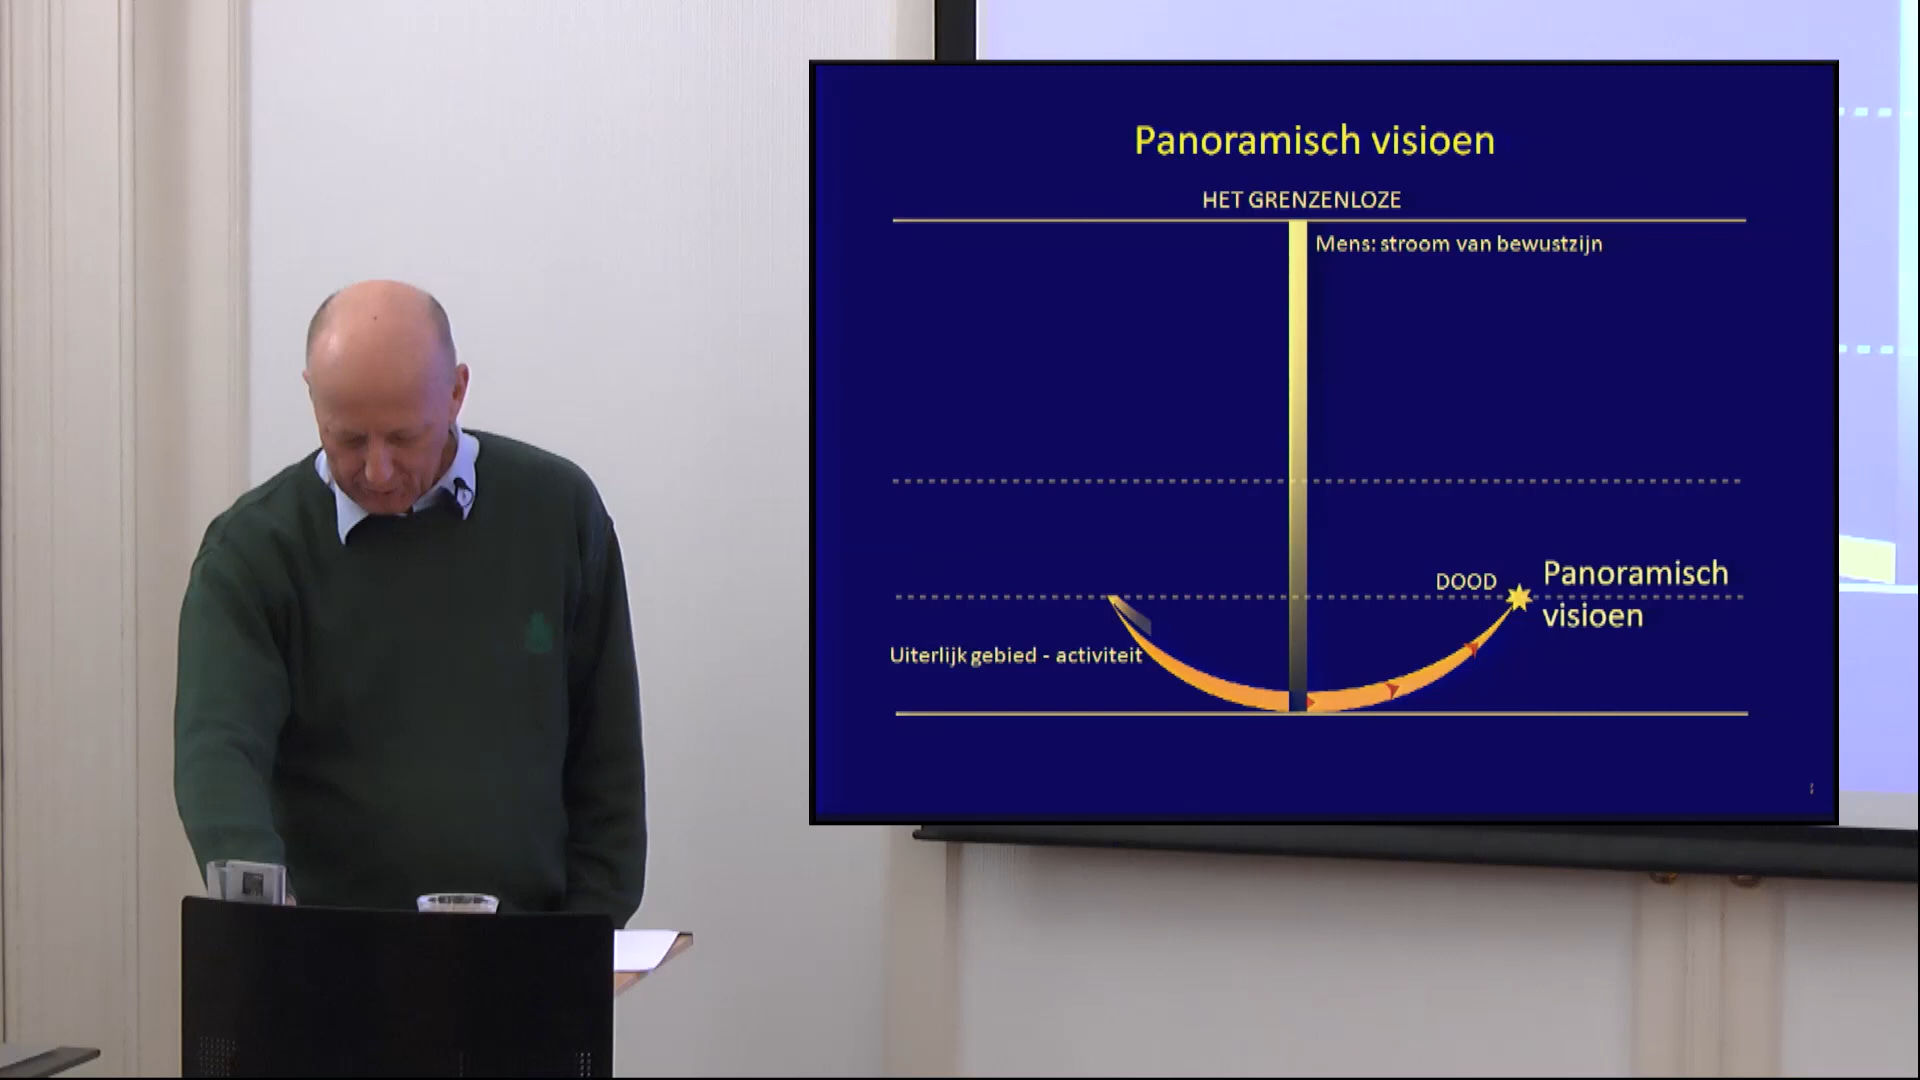 Panoramisch visioen
HET GRENZENLOZE
Mens: stroom van bewustzijn
DOOD
Panoramisch
visioen
Uiterlijk gebied - activiteit